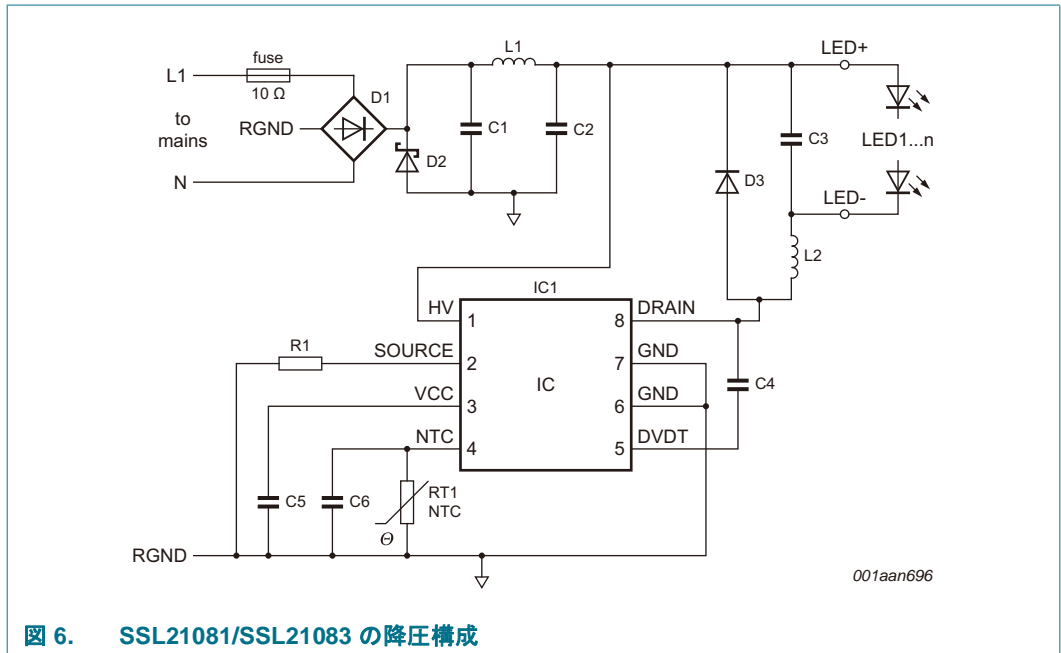 L1
fuse
10 Ω
D1
to
mains
RGND
N
D2
C1
L1
C2
D3
C3
LED+
LED1...n
LED-
L2
IC1
HV
1
SOURCE
2
VCC
3
NTC
4
IC
8
DRAIN
7
GND
6
GND
5
DVDT
C4
R1
C5
C6
RT1
NTC
Θ
RGND
001aan696
図 6. SSL21081/SSL21083 の降圧構成